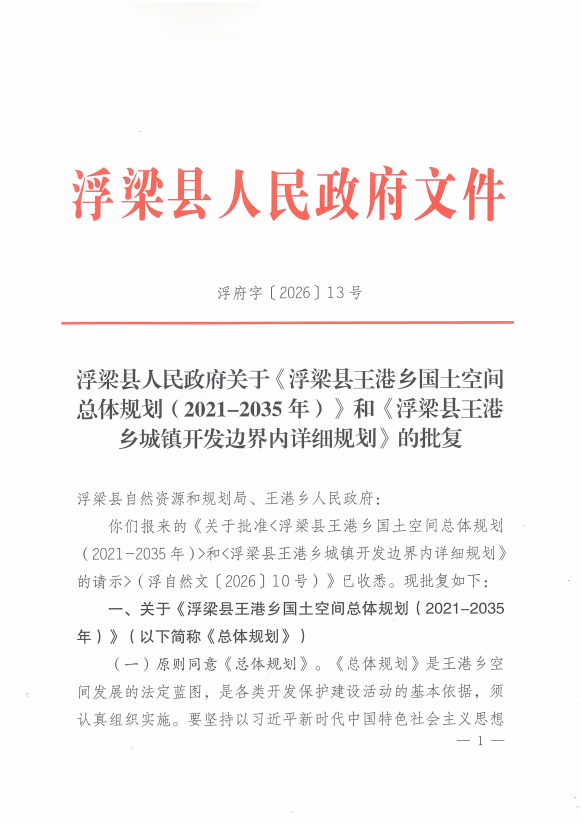 浮梁县人民政府文件
浮府字〔2026〕13号
浮梁县人民政府关于《浮梁县王港乡国土空间
总体规划（2021-2035年）》和《浮梁县王港
乡城镇开发边界内详细规划》的批复
浮梁县自然资源和规划局、王港乡人民政府：
你们报来的《关于批准<浮梁县王港乡国土空间总体规划
（2021-2035年）>和<浮梁县王港乡城镇开发边界内详细规划》
的请示>（浮自然文〔2026〕10号）》已收悉。现批复如下：
一、关于《浮梁县王港乡国土空间总体规划（2021-2035
年）》（以下简称《总体规划》）
（一）原则同意《总体规划》。《总体规划》是王港乡空
间发展的法定蓝图，是各类开发保护建设活动的基本依据，须
认真组织实施。要坚持以习近平新时代中国特色社会主义思想
— 1 —